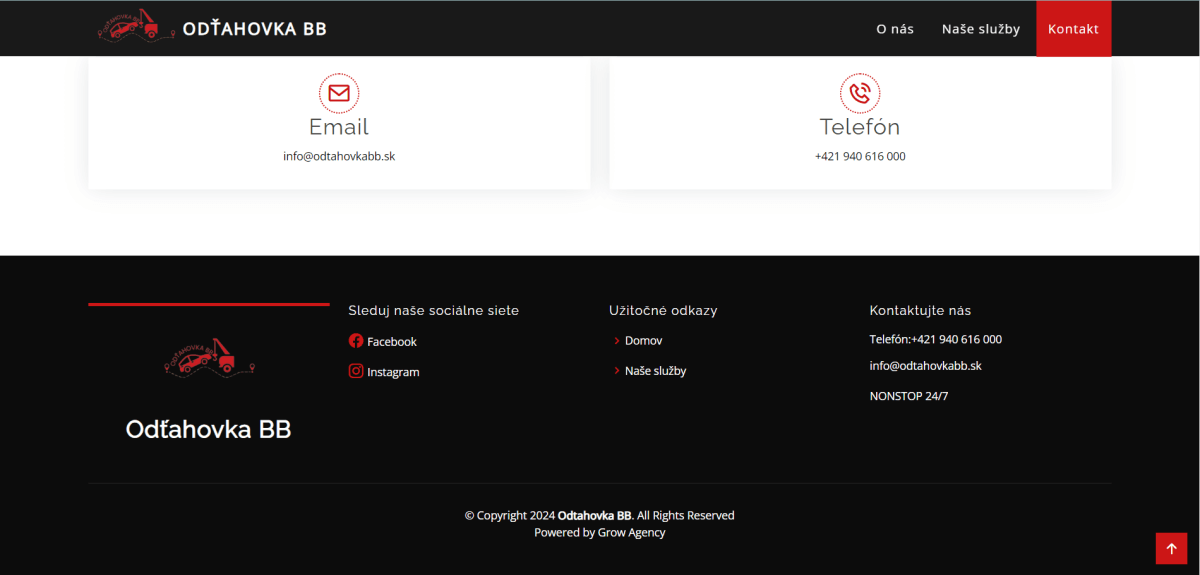 ODŤAHOVKA BB
ODŤAHOVKA BB
O nás
Naše služby
Kontakt
Email
info@odtahovkabb.sk
Telefón
+421 940 616 000
ODŤAHOVKA BB
Odťahovka BB
Sleduj naše sociálne siete
Facebook
Instagram
Užitočné odkazy
Domov
Naše služby
Kontaktujte nás
Telefón:+421 940 616 000
info@odtahovkabb.sk
NONSTOP 24/7
© Copyright 2024 Odtahovka BB. All Rights Reserved
Powered by Grow Agency